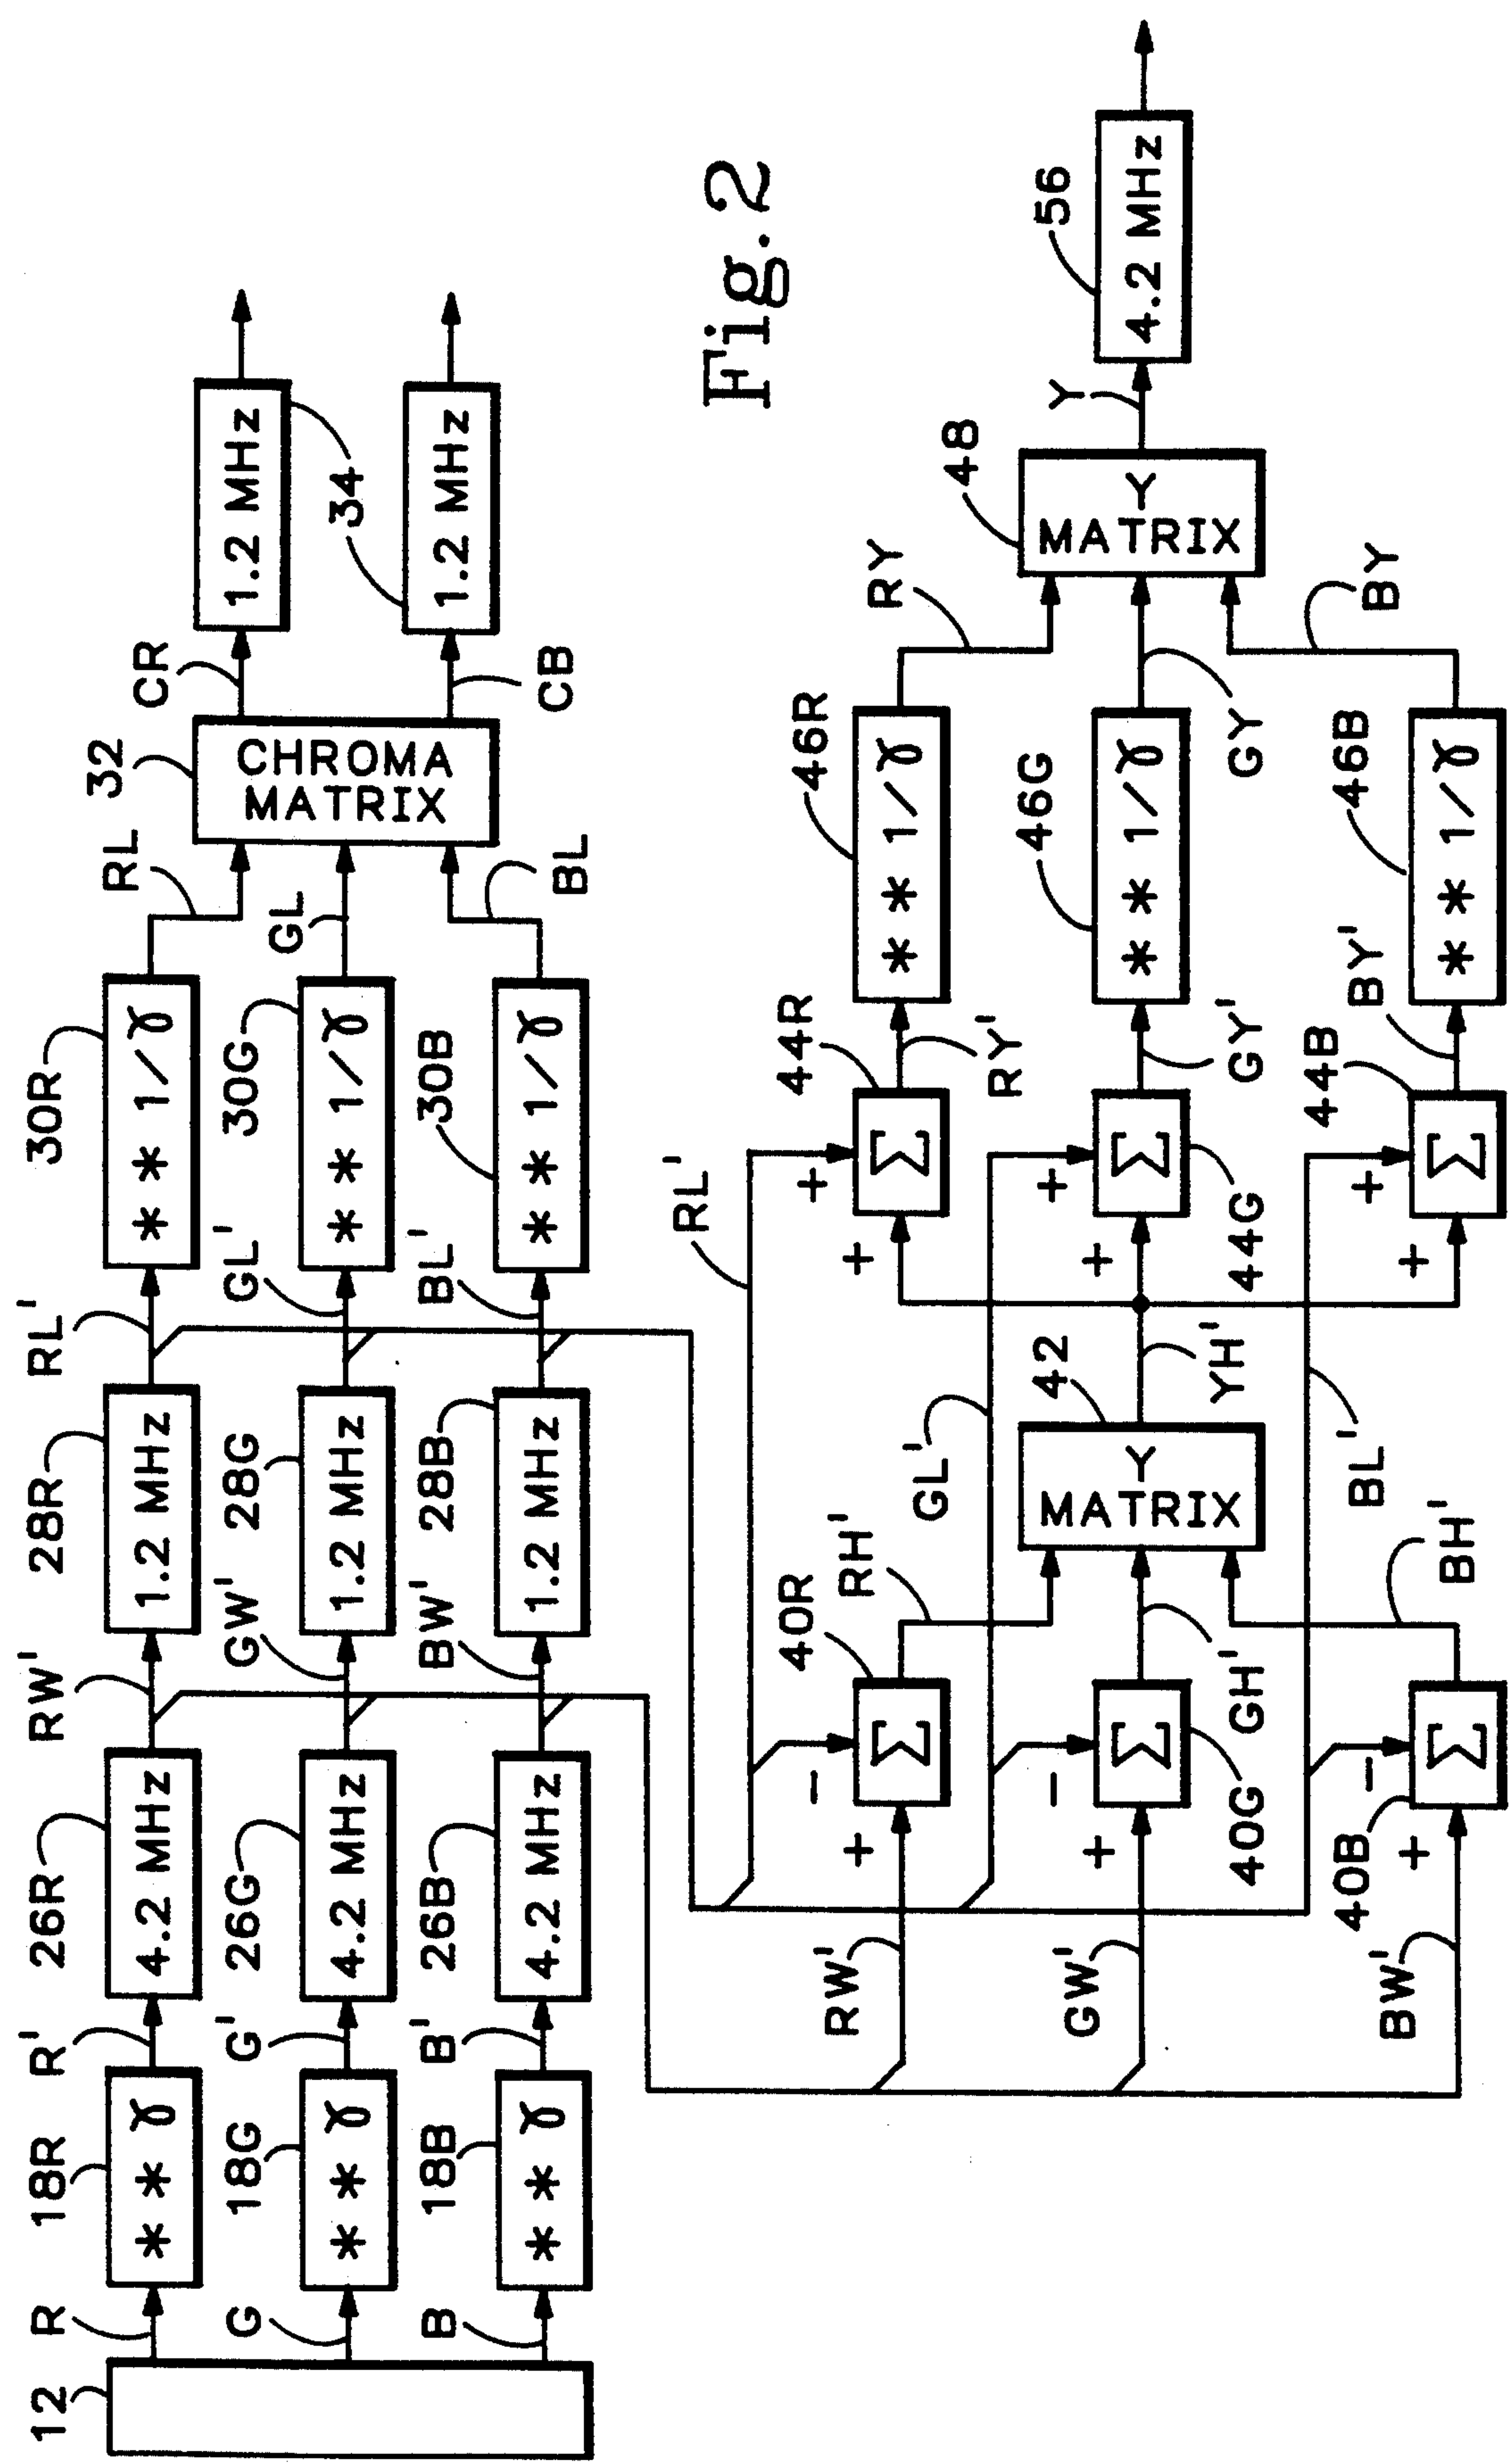 12
R
G
B
18R
18G
18B
* * γ
* * γ
* * γ
R'
G'
B'
26R
26G
26B
4.2 MHz
4.2 MHz
4.2 MHz
RW'
GW'
BW'
28R
28G
28B
1.2 MHz
1.2 MHz
1.2 MHz
RL'
GL'
BL'
30R
30G
30B
* * 1/γ
* * 1/γ
* * 1/γ
RL
GL
BL
32
CHROMA
MATRIX
CR
CB
34
1.2 MHz
1.2 MHz
Fig.2
RW'
GW'
BW'
+
−
+
−
+
−
40R
40G
40B
Σ
Σ
Σ
RH'
GH'
BH'
RL'
GL'
BL'
42
Y
MATRIX
YH'
+
+
+
+
+
+
44R
44G
44B
Σ
Σ
Σ
RY'
GY'
BY'
46R
46G
46B
* * 1/γ
* * 1/γ
* * 1/γ
RY
GY
BY
48
Y
MATRIX
Y
56
4.2 MHz